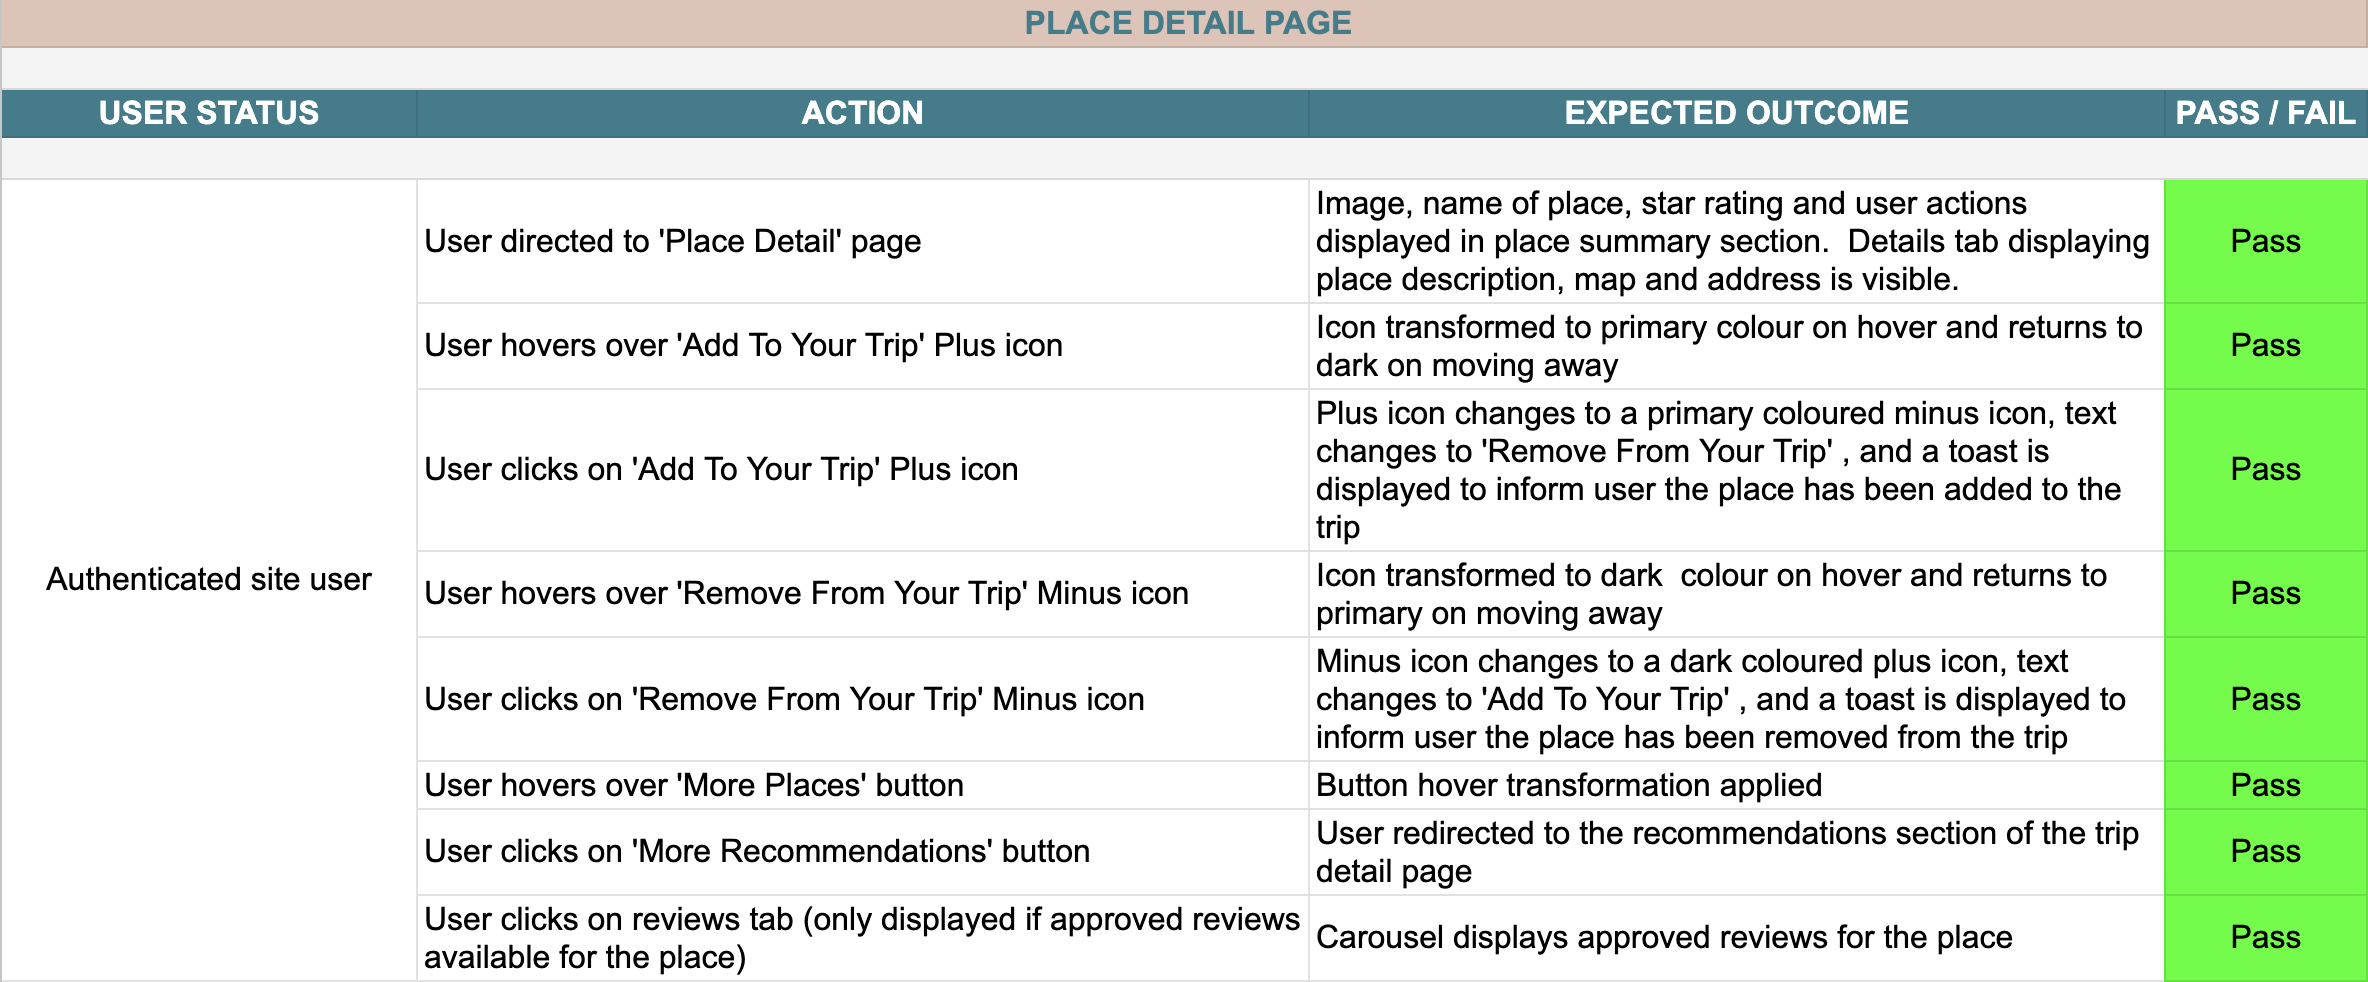 PLACE DETAIL PAGE
USER STATUS
ACTION
EXPECTED OUTCOME
PASS / FAIL
Authenticated site user
User directed to 'Place Detail' page
Image, name of place, star rating and user actions
displayed in place summary section.  Details tab displaying
place description, map and address is visible.
Pass
User hovers over 'Add To Your Trip' Plus icon
Icon transformed to primary colour on hover and returns to
dark on moving away
Pass
User clicks on 'Add To Your Trip' Plus icon
Plus icon changes to a primary coloured minus icon, text
changes to 'Remove From Your Trip' , and a toast is
displayed to inform user the place has been added to the
trip
Pass
User hovers over 'Remove From Your Trip' Minus icon
Icon transformed to dark  colour on hover and returns to
primary on moving away
Pass
User clicks on 'Remove From Your Trip' Minus icon
Minus icon changes to a dark coloured plus icon, text
changes to 'Add To Your Trip' , and a toast is displayed to
inform user the place has been removed from the trip
Pass
User hovers over 'More Places' button
Button hover transformation applied
Pass
User clicks on 'More Recommendations' button
User redirected to the recommendations section of the trip
detail page
Pass
User clicks on reviews tab (only displayed if approved reviews
available for the place)
Carousel displays approved reviews for the place
Pass